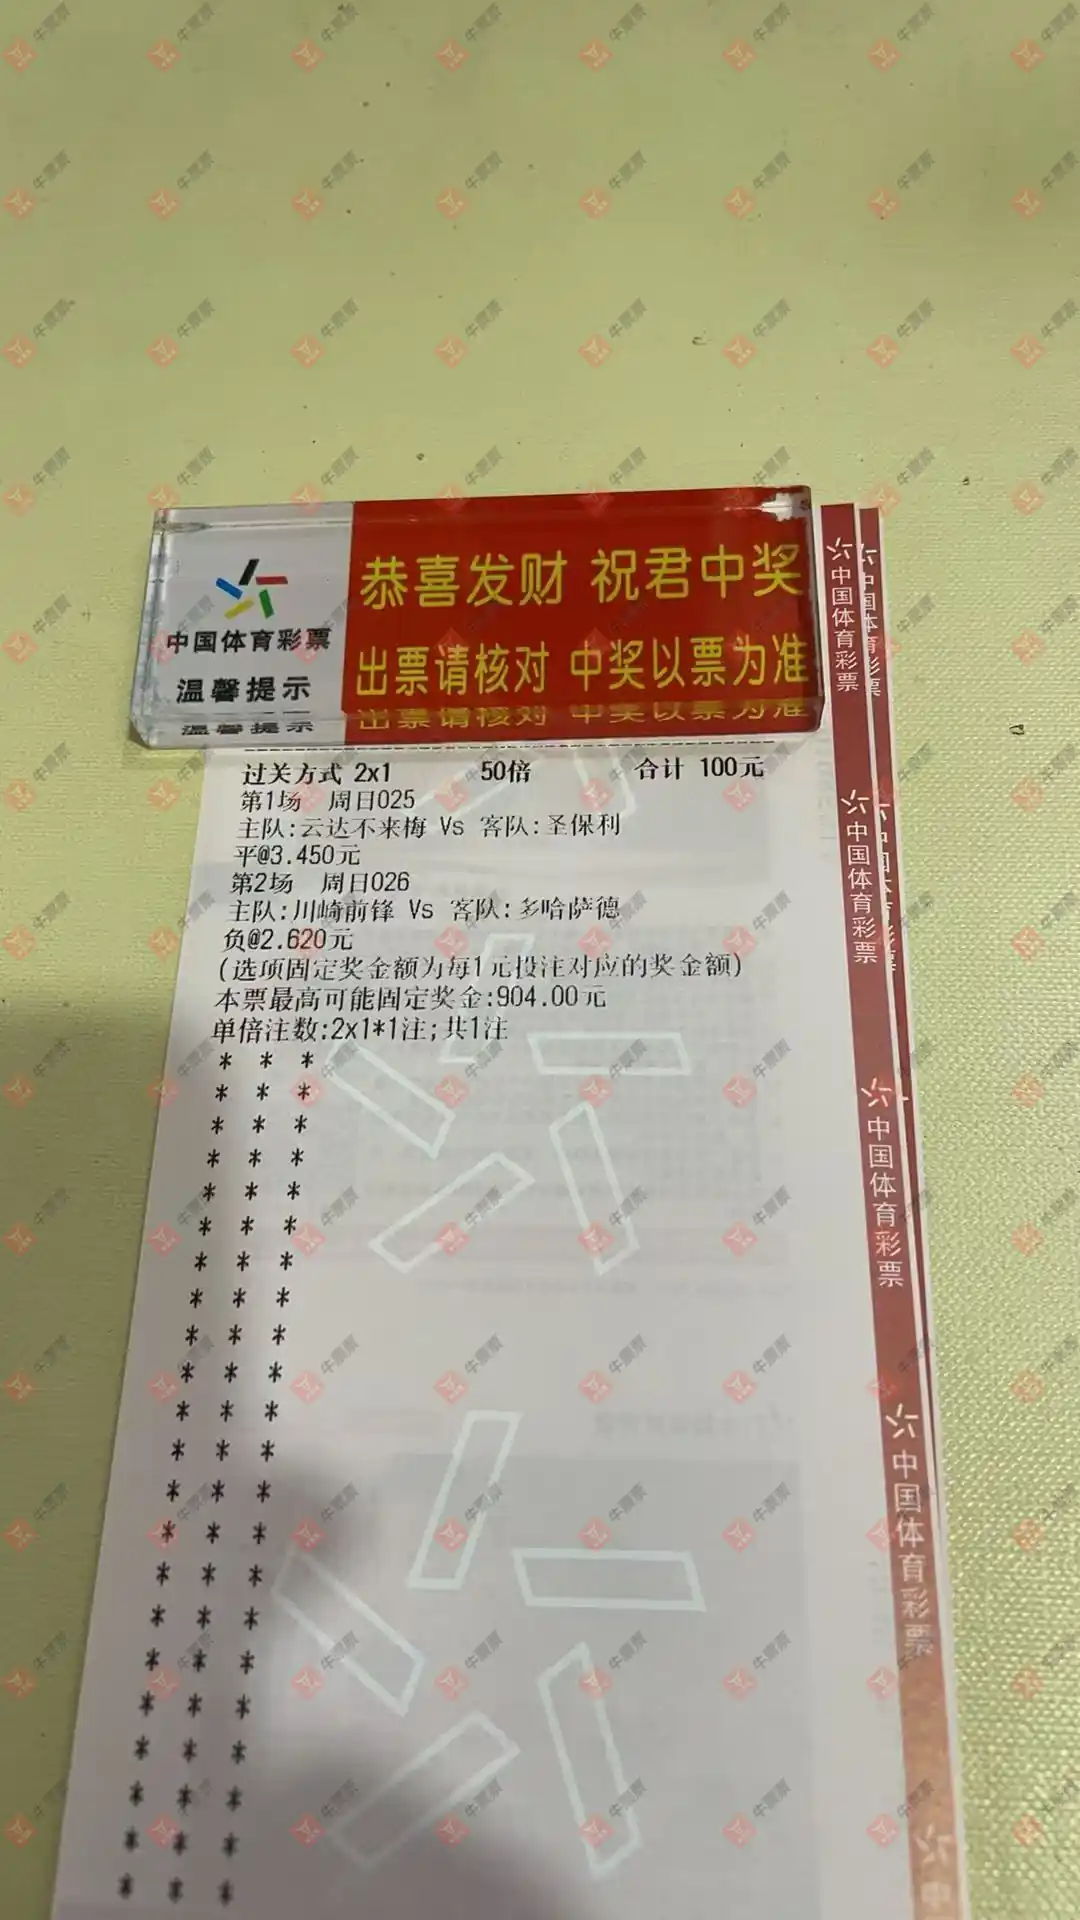 恭喜发财 祝君中奖
中国体育彩票
出票请核对 中奖以票为准
温馨提示
过关方式 2x1 50倍 合计 100元
第1场 周日025
主队:云达不来梅 Vs 客队:圣保利
平@3.450元
第2场 周日026
主队:川崎前锋 Vs 客队:多哈萨德
负@2.620元
(选项固定奖金额为每1元投注对应的奖金额)
本票最高可能固定奖金:904.00元
单倍注数:2x1*1注;共1注
中国体育彩票
中国体育彩票
中国体育彩票
中国体育彩票
牛票票